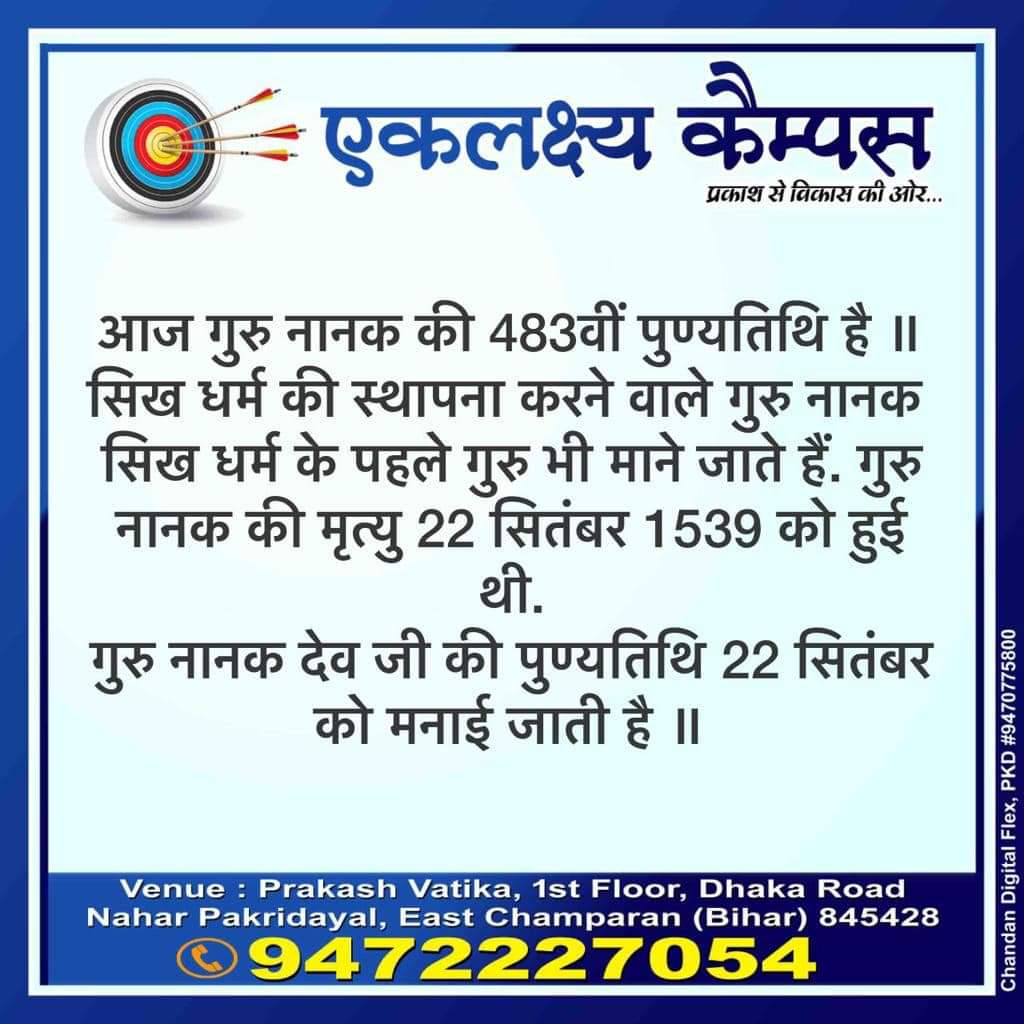 एकलक्ष्य कैम्पस
प्रकाश से विकास की ओर...
आज गुरु नानक की 483वीं पुण्यतिथि है ॥
सिख धर्म की स्थापना करने वाले गुरु नानक
सिख धर्म के पहले गुरु भी माने जाते हैं. गुरु
नानक की मृत्यु 22 सितंबर 1539 को हुई
थी.
गुरु नानक देव जी की पुण्यतिथि 22 सितंबर
को मनाई जाती है ॥
Venue : Prakash Vatika, 1st Floor, Dhaka Road
Nahar Pakridayal, East Champaran (Bihar) 845428
9472227054
Chandan Digital Flex, PKD #9470775800